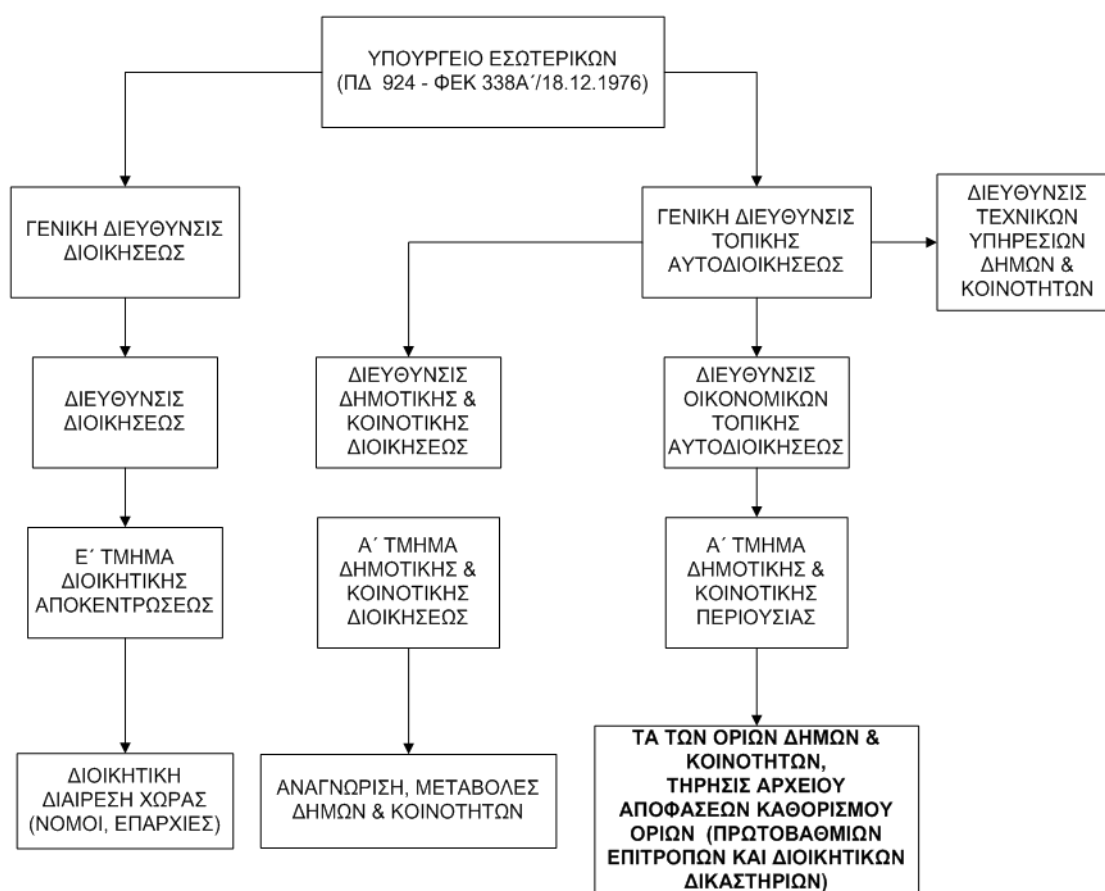 ΥΠΟΥΡΓΕΙΟ ΕΣΩΤΕΡΙΚΩΝ
(ΠΔ 924 - ΦΕΚ 338Α΄/18.12.1976)
ΓΕΝΙΚΗ ΔΙΕΥΘΥΝΣΙΣ
ΔΙΟΙΚΗΣΕΩΣ
ΓΕΝΙΚΗ ΔΙΕΥΘΥΝΣΙΣ
ΤΟΠΙΚΗΣ
ΑΥΤΟΔΙΟΙΚΗΣΕΩΣ
ΔΙΕΥΘΥΝΣΙΣ
ΤΕΧΝΙΚΩΝ
ΥΠΗΡΕΣΙΩΝ
ΔΗΜΩΝ &
ΚΟΙΝΟΤΗΤΩΝ
ΔΙΕΥΘΥΝΣΙΣ
ΔΙΟΙΚΗΣΕΩΣ
ΔΙΕΥΘΥΝΣΙΣ
ΔΗΜΟΤΙΚΗΣ &
ΚΟΙΝΟΤΙΚΗΣ
ΔΙΟΙΚΗΣΕΩΣ
ΔΙΕΥΘΥΝΣΙΣ
ΟΙΚΟΝΟΜΙΚΩΝ
ΤΟΠΙΚΗΣ
ΑΥΤΟΔΙΟΙΚΗΣΕΩΣ
Ε΄ ΤΜΗΜΑ
ΔΙΟΙΚΗΤΙΚΗΣ
ΑΠΟΚΕΝΤΡΩΣΕΩΣ
Α΄ ΤΜΗΜΑ
ΔΗΜΟΤΙΚΗΣ &
ΚΟΙΝΟΤΙΚΗΣ
ΔΙΟΙΚΗΣΕΩΣ
Α΄ ΤΜΗΜΑ
ΔΗΜΟΤΙΚΗΣ &
ΚΟΙΝΟΤΙΚΗΣ
ΠΕΡΙΟΥΣΙΑΣ
ΔΙΟΙΚΗΤΙΚΗ
ΔΙΑΙΡΕΣΗ ΧΩΡΑΣ
(ΝΟΜΟΙ, ΕΠΑΡΧΙΕΣ)
ΑΝΑΓΝΩΡΙΣΗ, ΜΕΤΑΒΟΛΕΣ
ΔΗΜΩΝ & ΚΟΙΝΟΤΗΤΩΝ
ΤΑ ΤΩΝ ΟΡΙΩΝ ΔΗΜΩΝ &
ΚΟΙΝΟΤΗΤΩΝ,
ΤΗΡΗΣΙΣ ΑΡΧΕΙΟΥ
ΑΠΟΦΑΣΕΩΝ ΚΑΘΟΡΙΣΜΟΥ
ΟΡΙΩΝ (ΠΡΩΤΟΒΑΘΜΙΩΝ
ΕΠΙΤΡΟΠΩΝ ΚΑΙ ΔΙΟΙΚΗΤΙΚΩΝ
ΔΙΚΑΣΤΗΡΙΩΝ)